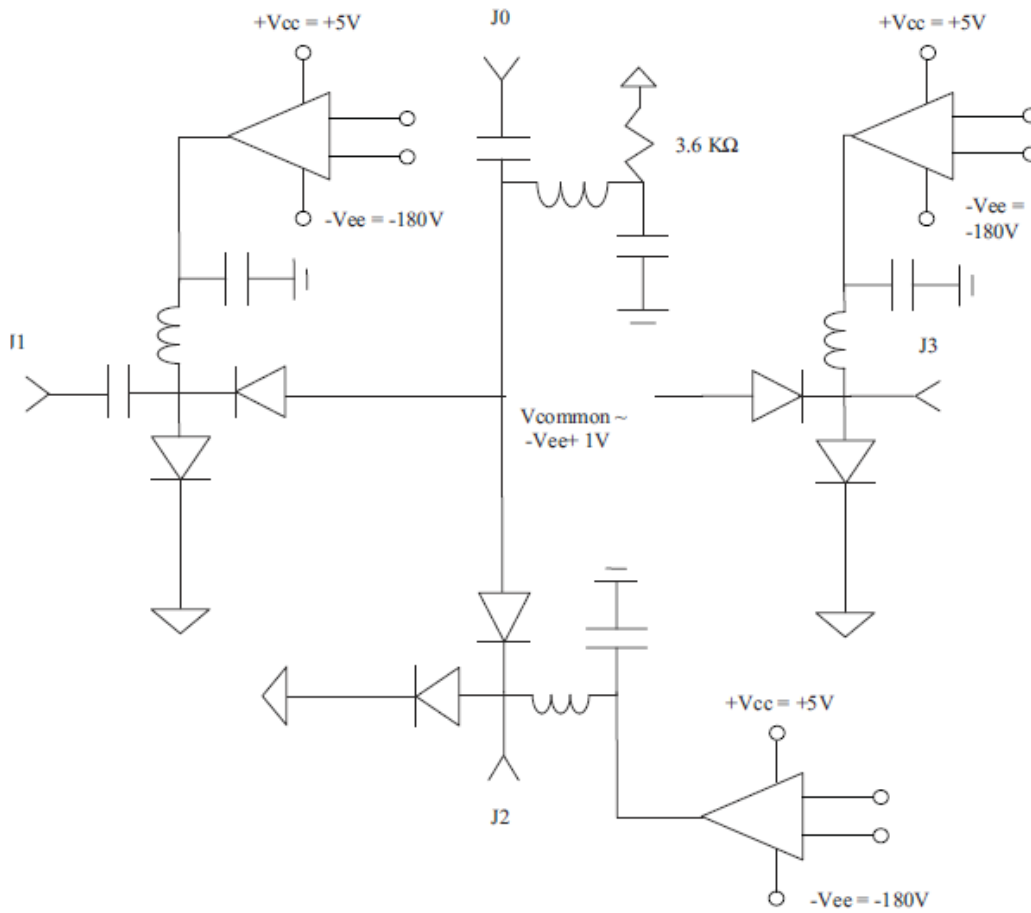 +Vcc = +5V
J0
+Vcc = +5V
3.6 KΩ
-Vee = -180V
-Vee =
-180V
J1
J3
Vcommon ~
-Vee+ 1V
+Vcc = +5V
J2
-Vee = -180V